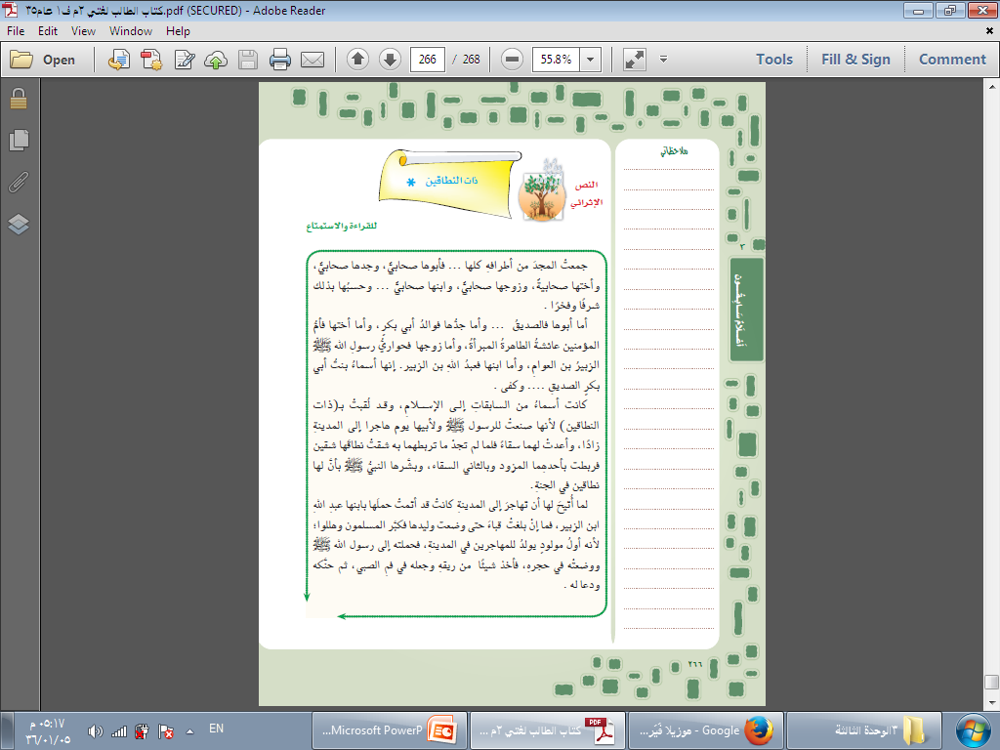 كتاب الطالب لغتي ٢م ف١ عام٣٥.pdf (SECURED) - Adobe Reader
File Edit View Window Help
Open 266 / 268 55.8% Tools Fill & Sign Comment
ملاحظاتي
النص
الإثرائي
ذات النطاقين *
للقراءة والاستمتاع
جمعتْ المجدَ من أطرافهِ كلها ... فأبوها صحابيٌّ، وجدها صحابيٌّ،
وأختها صحابيةٌ، وزوجها صحابيٌّ، وابنها صحابيٌّ ... وحسبُها بذلك
شرفًا وفخرًا .
أما أبوها فالصديقُ ... وأما جدُّها فوالدُ أبي بكرٍ، وأما أختها فأمُّ
المؤمنين عائشةُ الطاهرةُ المبرأةُ، وأما زوجها فحواريُّ رسولِ الله ﷺ
الزبيرُ بن العوامِ، وأما ابنها فعبدُ اللهِ بن الزبير. إنها أسماءُ بنتُ أبي
بكرٍ الصديقِ .... وكفى .
كانت أسماءُ من السابقاتِ إلى الإسلامِ، وقد لُقبتْ بـ(ذات
النطاقين) لأنها صنعتْ للرسول ﷺ ولأبيها يوم هاجرا إلى المدينةِ
زادًا، وأعدتْ لهما سقاءً فلما لم تجدْ ما تربطهما به شقتْ نطاقَها شقين
فربطت بأحدهِما المزود وبالثاني السقاء، وبشَّرها النبيُّ ﷺ بأنَّ لها
نطاقين في الجنةِ.
لما أُتيحَ لها أن تهاجرَ إلى المدينةِ كانتْ قد أتمتْ حملَها بابنها عبدِ اللهِ
ابن الزبير، فما إنْ بلغتْ قباءَ حتى وضعت وليدها فكبَّر المسلمون وهللوا؛
لأنه أولُ مولودٍ يولدُ للمهاجرين في المدينةِ، فحملته إلى رسول الله ﷺ
ووضعتْه في حجرهِ، فأخذ شيئًا من ريقهِ وجعله في فمِ الصبي، ثم حنَّكه
ودعا له .
٣
أعلام سابقون
٢٦٦
٠٥:١٧ م
٣٦/٠١/٠٥
EN
Microsoft PowerP...
كتاب الطالب لغتي ٢م ...
Google - موزيلا فَيَرْ...
٣الوحدة الثالثة